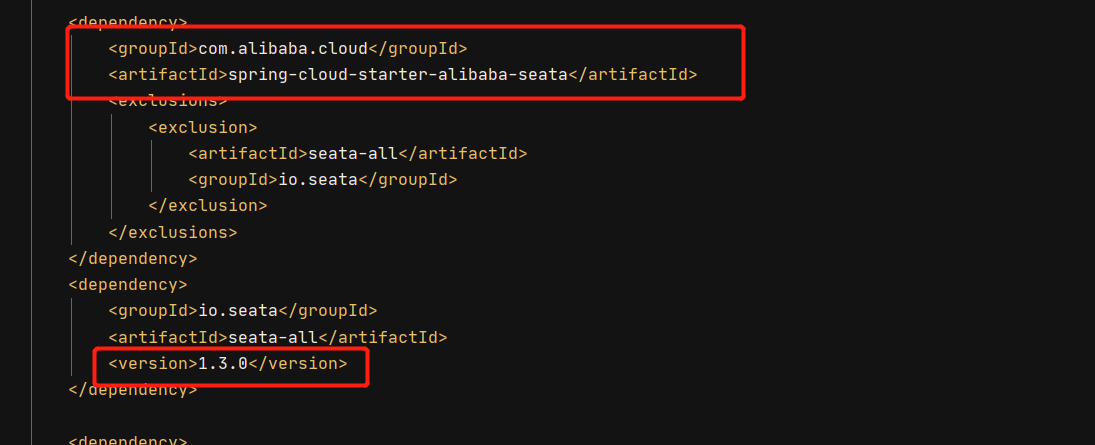 <dependency>
<groupId>com.alibaba.cloud</groupId>
<artifactId>spring-cloud-starter-alibaba-seata</artifactId>
<exclusions>
<exclusion>
<artifactId>seata-all</artifactId>
<groupId>io.seata</groupId>
</exclusion>
</exclusions>
</dependency>
<dependency>
<groupId>io.seata</groupId>
<artifactId>seata-all</artifactId>
<version>1.3.0</version>
</dependency>
<dependency>